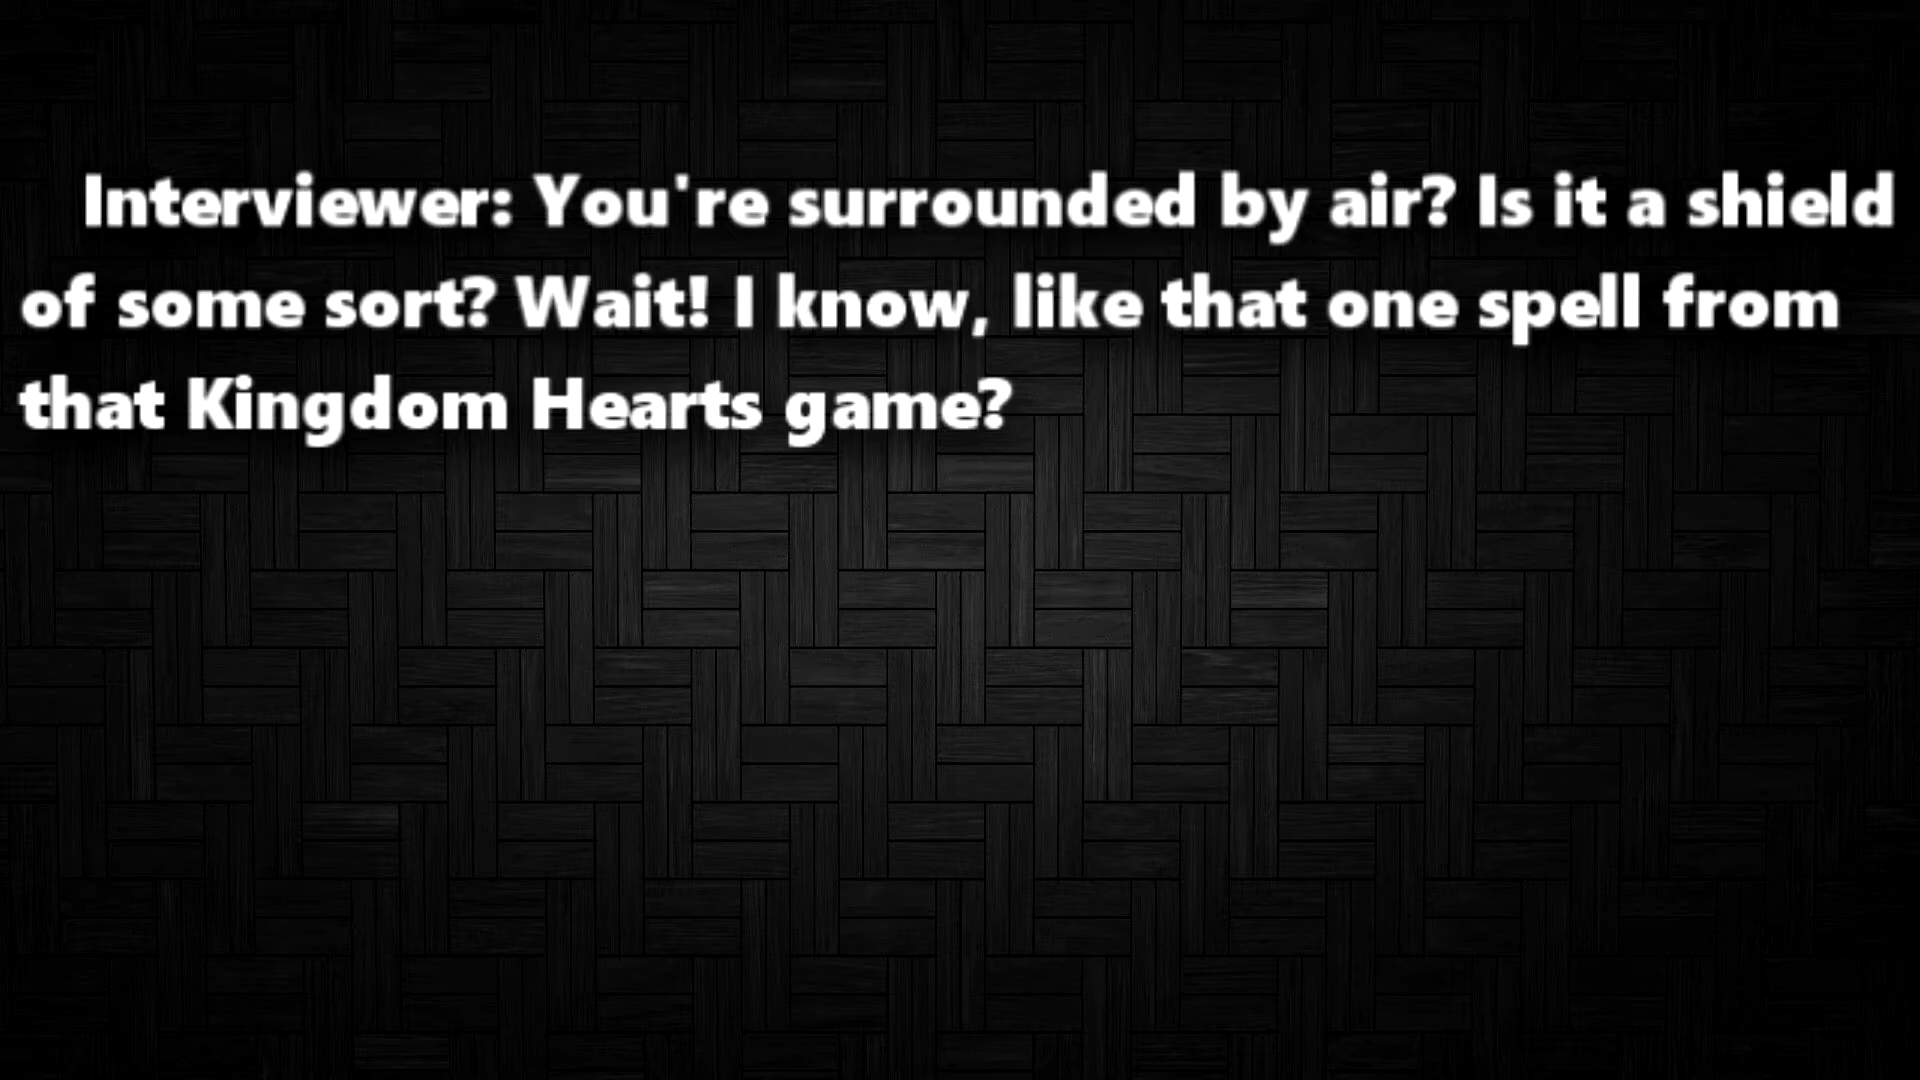 Interviewer: You're surrounded by air? Is it a shield
of some sort? Wait! I know, like that one spell from
that Kingdom Hearts game?